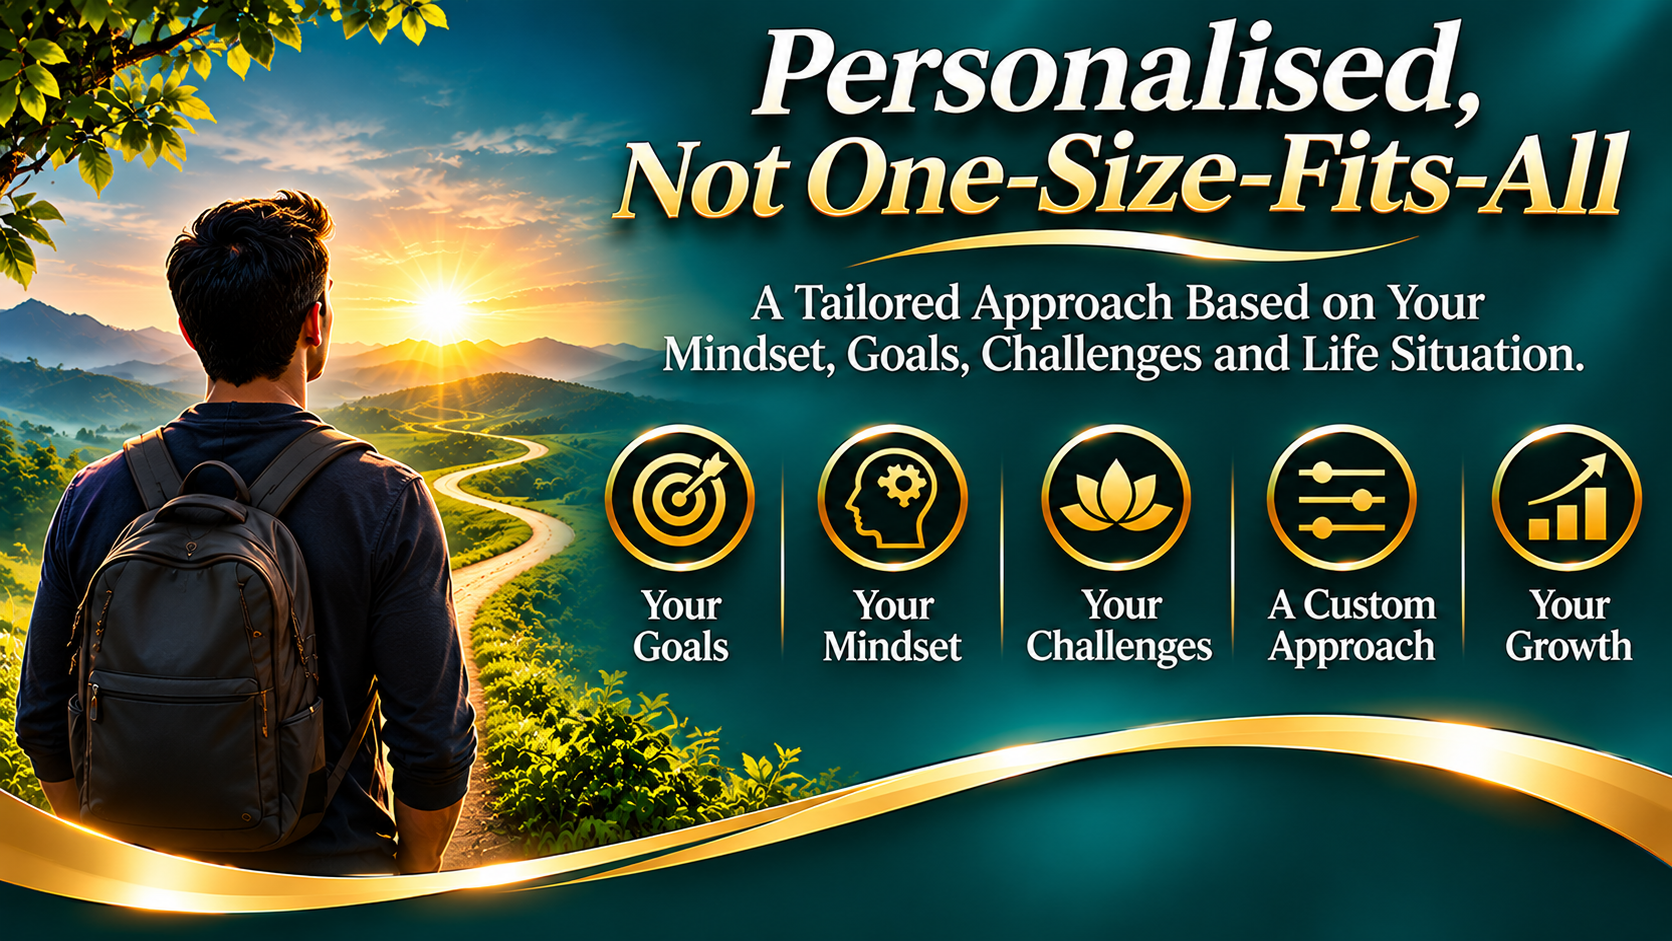 Personalised,
Not One-Size-Fits-All
A Tailored Approach Based on Your
Mindset, Goals, Challenges and Life Situation.
Your
Goals
Your
Mindset
Your
Challenges
A Custom
Approach
Your
Growth